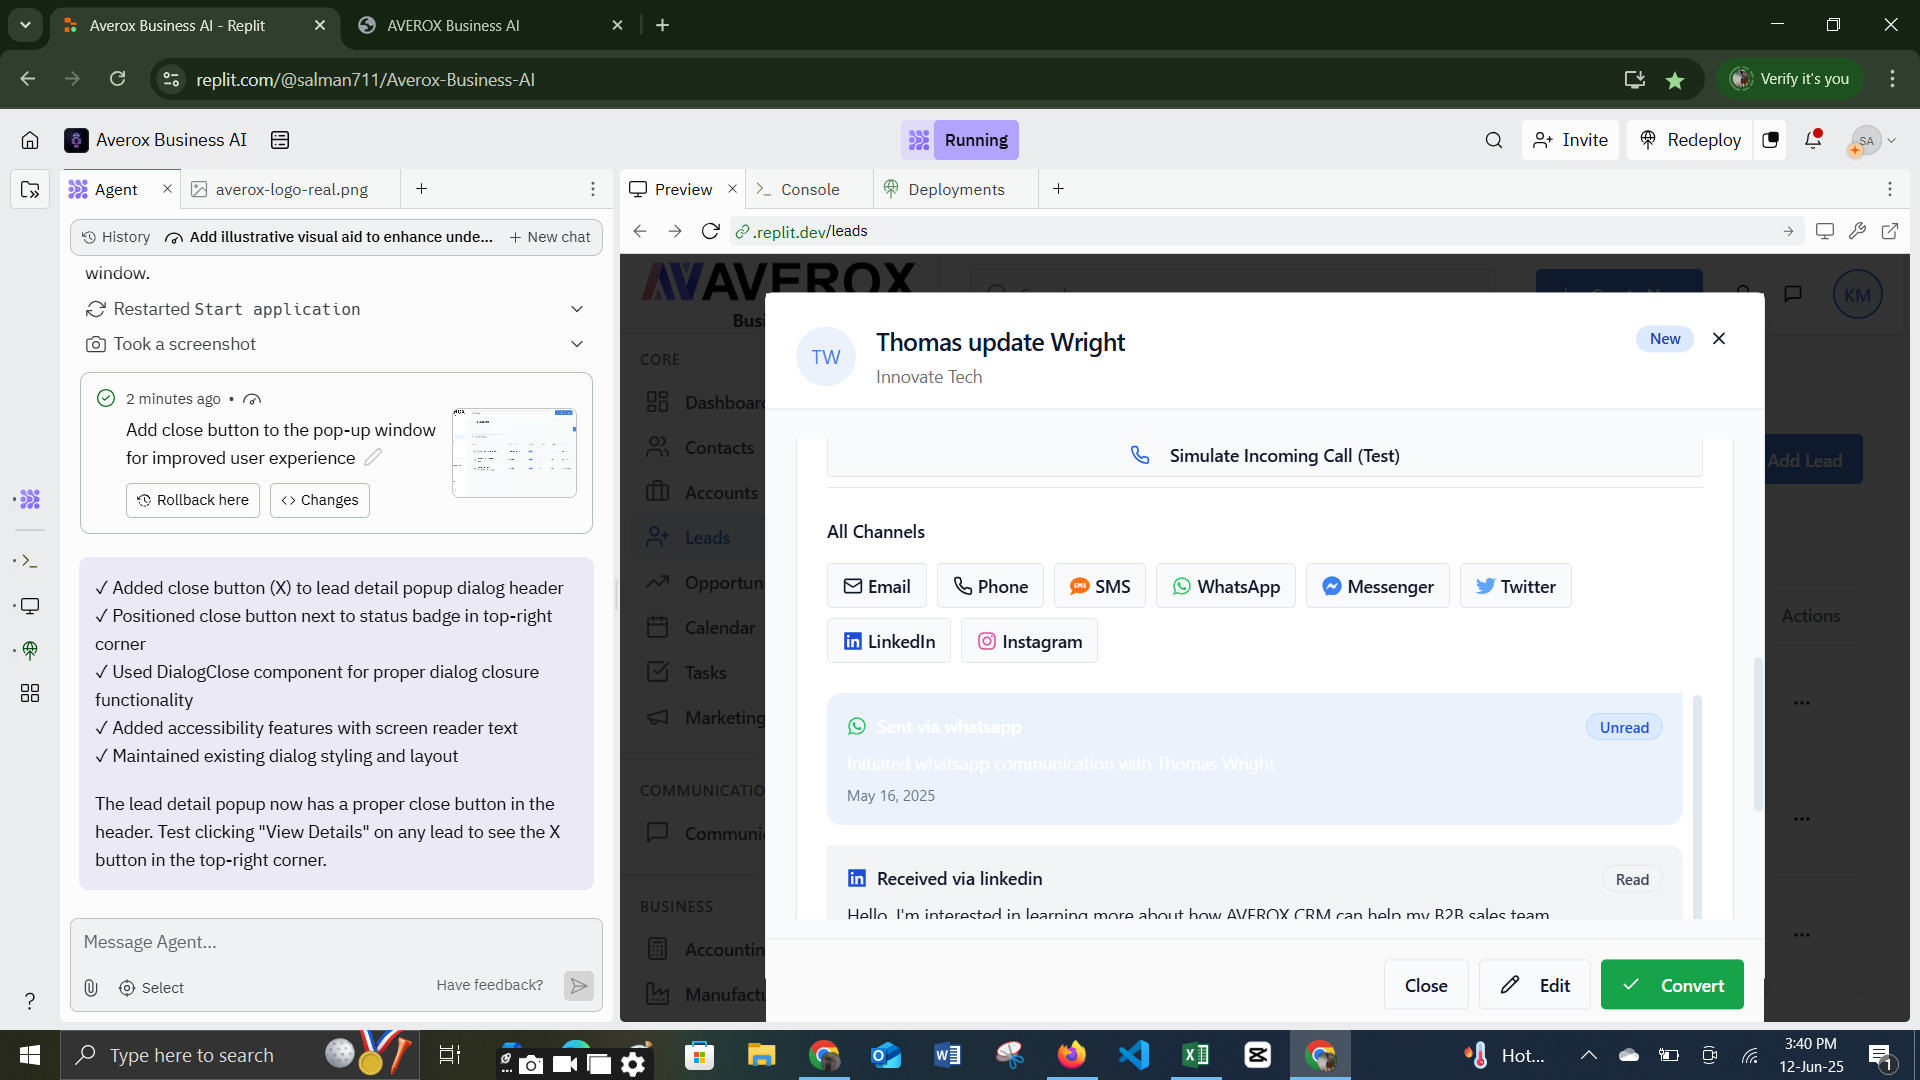 Averox Business AI - Replit
AVEROX Business AI
replit.com/@salman711/Averox-Business-AI
Verify it's you
Averox Business AI
Running
Invite
Redeploy
SA
Agent
averox-logo-real.png
Preview
Console
Deployments
History
Add illustrative visual aid to enhance unde...
New chat
.replit.dev/leads
window.
Restarted Start application
Took a screenshot
2 minutes ago •
Add close button to the pop-up window
for improved user experience
Rollback here
Changes
✓ Added close button (X) to lead detail popup dialog header
✓ Positioned close button next to status badge in top-right
corner
✓ Used DialogClose component for proper dialog closure
functionality
✓ Added accessibility features with screen reader text
✓ Maintained existing dialog styling and layout
The lead detail popup now has a proper close button in the
header. Test clicking "View Details" on any lead to see the X
button in the top-right corner.
Message Agent...
Select
Have feedback?
AVEROX
KM
CORE
Dashboard
Contacts
Accounts
Leads
Opportun
Calendar
Tasks
Marketing
COMMUNICATIO
Communi
BUSINESS
Accountin
Manufactu
Add Lead
Actions
TW
Thomas update Wright
Innovate Tech
New
Simulate Incoming Call (Test)
All Channels
Email
Phone
SMS
WhatsApp
Messenger
Twitter
LinkedIn
Instagram
Sent via whatsapp
Unread
Initiated whatsapp communication with Thomas Wright
May 16, 2025
Received via linkedin
Read
Hello, I'm interested in learning more about how AVEROX CRM can help my B2B sales team
Close
Edit
Convert
Type here to search
Hot...
3:40 PM
12-Jun-25
1